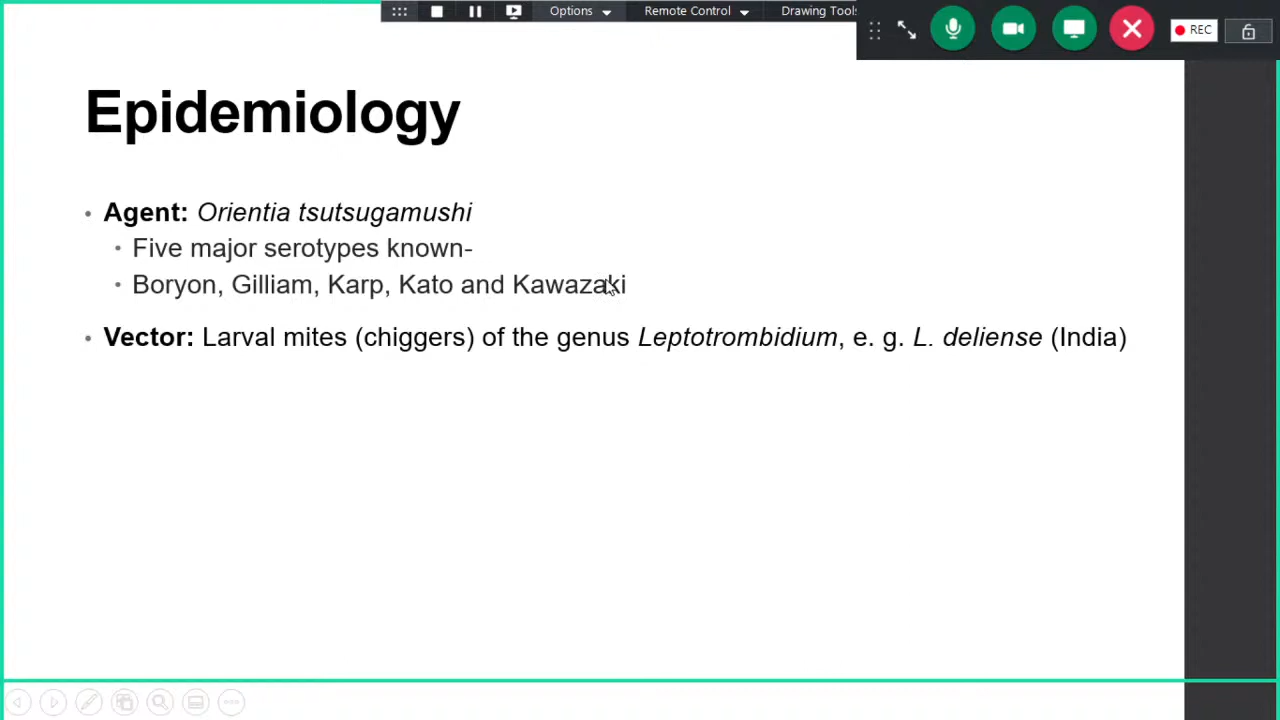 Options
Remote Control
Drawing Tools
REC
Epidemiology
• Agent: Orientia tsutsugamushi
• Five major serotypes known-
• Boryon, Gilliam, Karp, Kato and Kawazaki
• Vector: Larval mites (chiggers) of the genus Leptotrombidium, e. g. L. deliense (India)